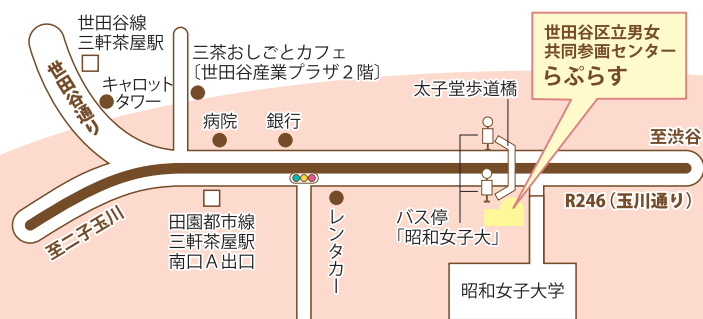 世田谷線
三軒茶屋駅
世田谷通り
キャロット
タワー
三茶おしごとカフェ
〔世田谷産業プラザ２階〕
病院
銀行
太子堂歩道橋
世田谷区立男女
共同参画センター
らぷらす
至渋谷
R246（玉川通り）
至二子玉川
田園都市線
三軒茶屋駅
南口Ａ出口
レンタカー
バス停
「昭和女子大」
昭和女子大学